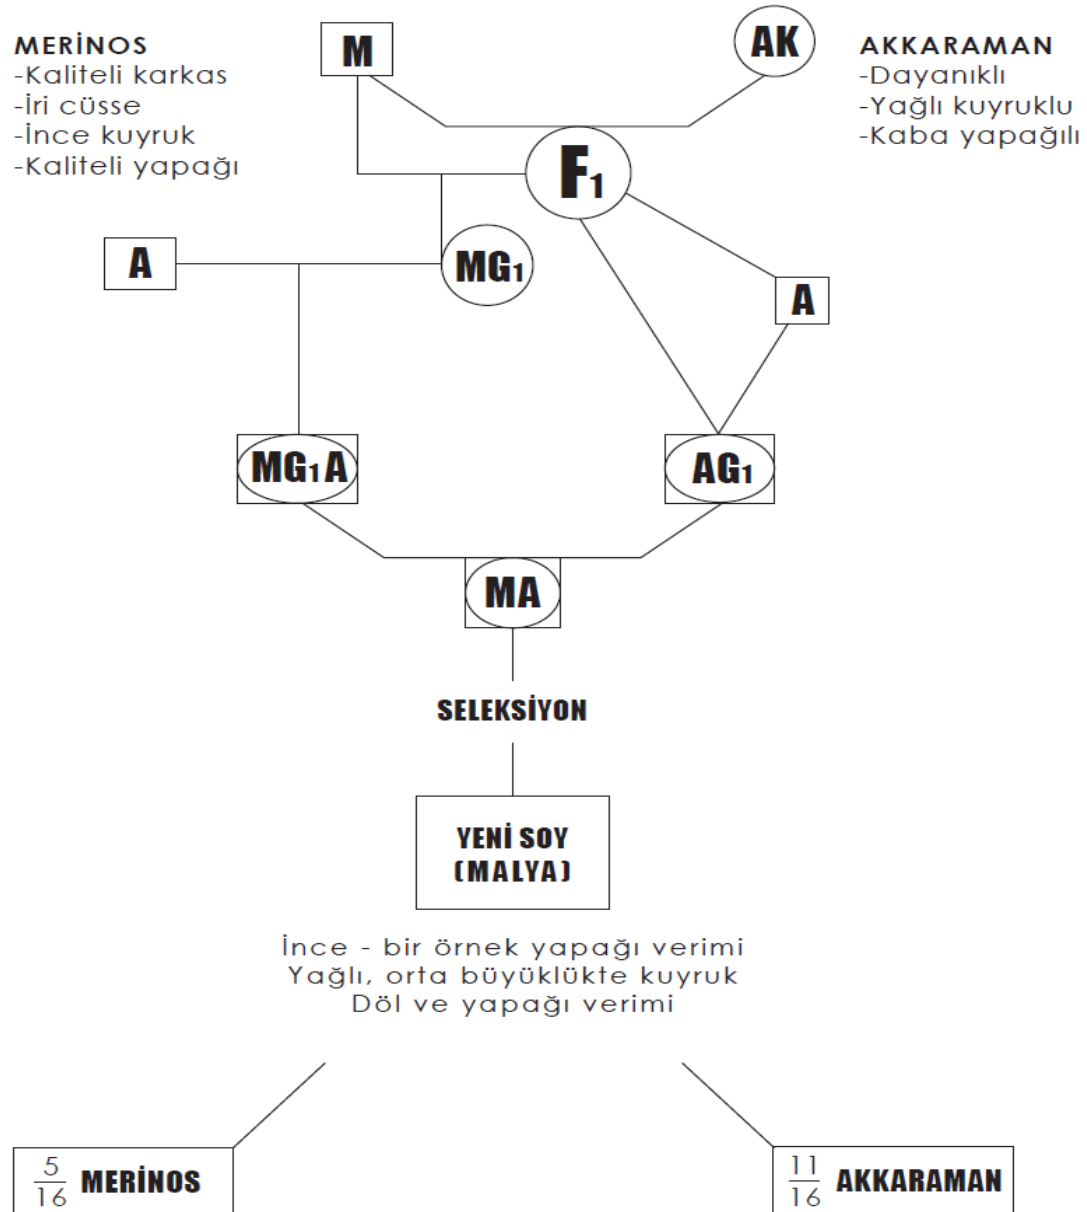 MERİNOS
-Kaliteli karkas
-İri cüsse
-İnce kuyruk
-Kaliteli yapağı
M
AK
AKKARAMAN
-Dayanıklı
-Yağlı kuyruklu
-Kaba yapağılı
F₁
A
MG₁
A
MG₁A
AG₁
MA
SELEKSİYON
YENİ SOY
(MALYA)
İnce - bir örnek yapağı verimi
Yağlı, orta büyüklükte kuyruk
Döl ve yapağı verimi
5/16 MERİNOS
11/16 AKKARAMAN